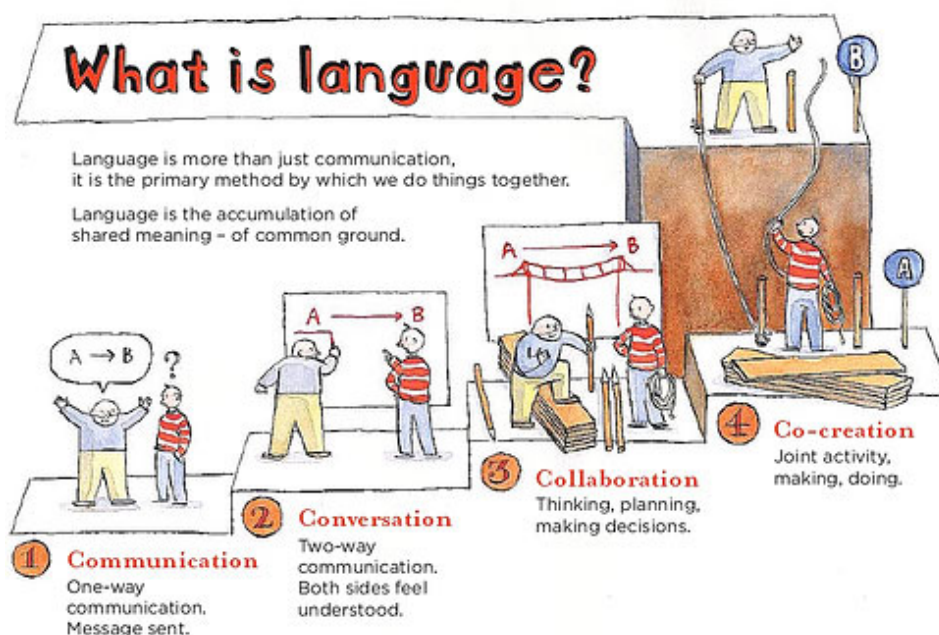 What is language?
Language is more than just communication,
it is the primary method by which we do things together.
Language is the accumulation of
shared meaning – of common ground.
A → B
?
1 Communication
One-way
communication.
Message sent.
A → B
2 Conversation
Two-way
communication.
Both sides feel
understood.
A → B
3 Collaboration
Thinking, planning,
making decisions.
B
A
4 Co-creation
Joint activity,
making, doing.